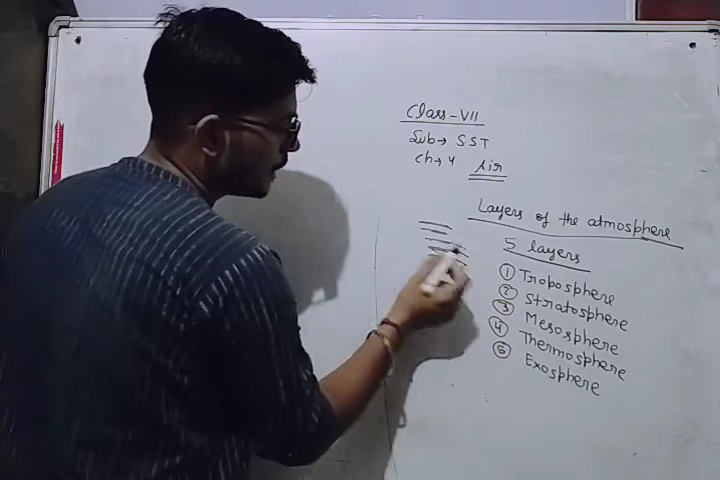 Class-VII
Sub→ SST
Ch→ 4 Air
Layers of the atmosphere
5 layers
① Troposphere
② Stratosphere
③ Mesosphere
④ Thermosphere
⑤ Exosphere